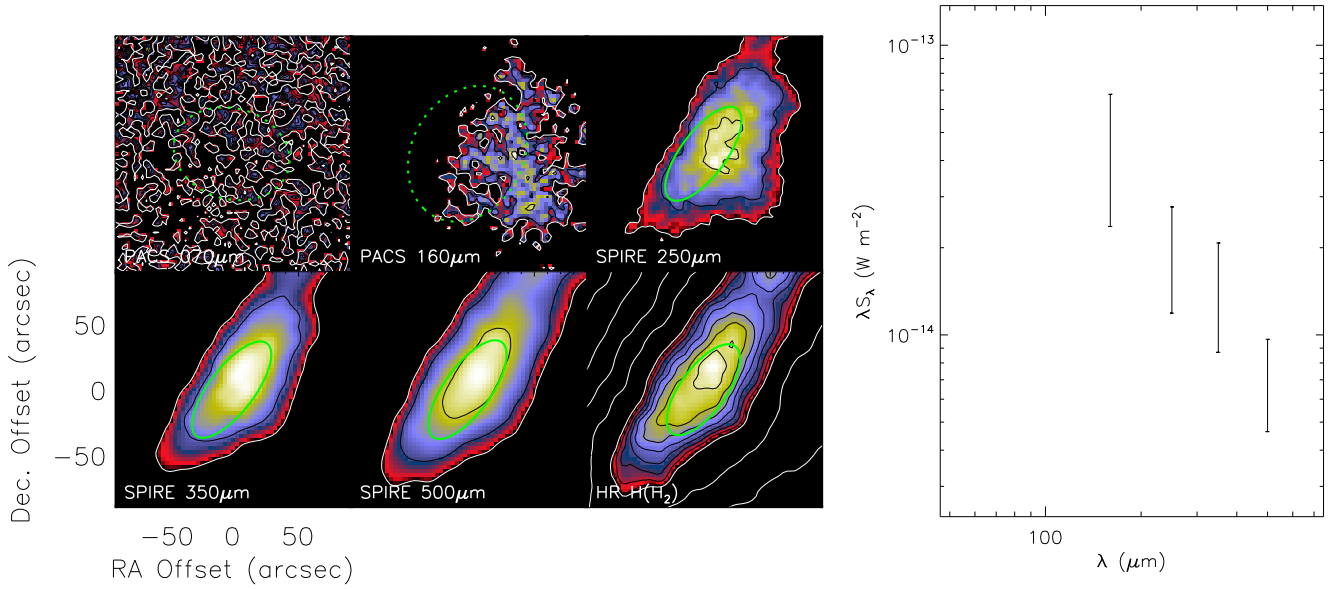 PACS 070μm
PACS 160μm
SPIRE 250μm
SPIRE 350μm
SPIRE 500μm
HR H(H₂)
Dec. Offset (arcsec)
50
0
−50
−50 0 50
RA Offset (arcsec)
10⁻¹³
10⁻¹⁴
λS_λ (W m⁻²)
100
λ (μm)